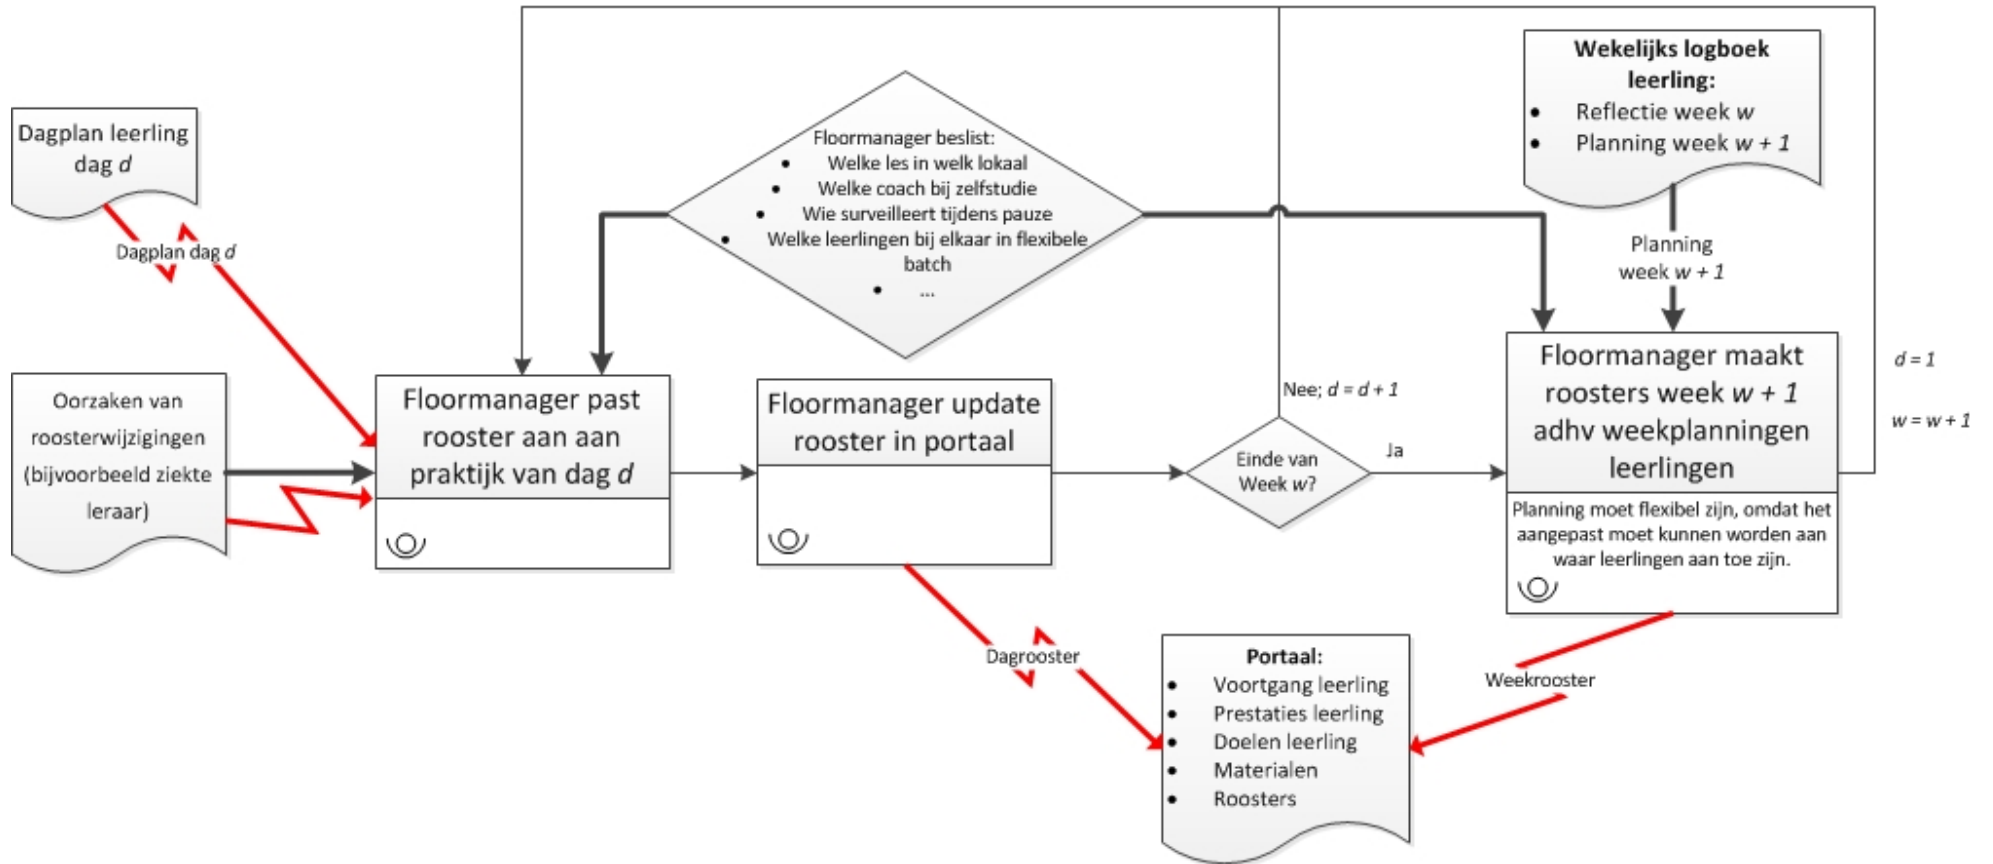 Dagplan leerling
dag d
Dagplan dag d
Oorzaken van
roosterwijzigingen
(bijvoorbeeld ziekte
leraar)
Floormanager past
rooster aan aan
praktijk van dag d
Floormanager beslist:
• Welke les in welk lokaal
• Welke coach bij zelfstudie
• Wie surveilleert tijdens pauze
• Welke leerlingen bij elkaar in flexibele
batch
• ...
Floormanager update
rooster in portaal
Nee; d = d + 1
Einde van
Week w?
Ja
Wekelijks logboek
leerling:
• Reflectie week w
• Planning week w + 1
Planning
week w + 1
Floormanager maakt
roosters week w + 1
adhv weekplanningen
leerlingen
Planning moet flexibel zijn, omdat het
aangepast moet kunnen worden aan
waar leerlingen aan toe zijn.
d = 1
w = w + 1
Dagrooster
Weekrooster
Portaal:
• Voortgang leerling
• Prestaties leerling
• Doelen leerling
• Materialen
• Roosters